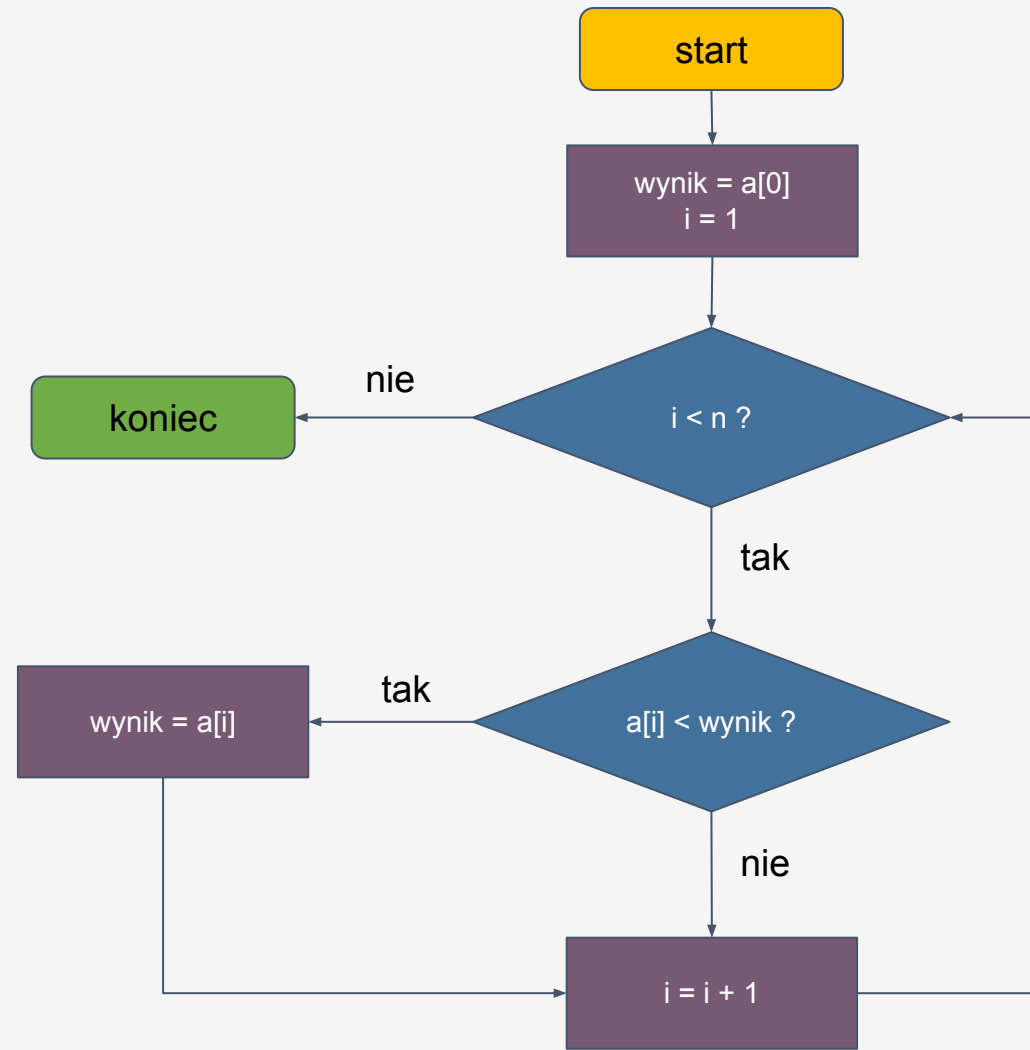 start
wynik = a[0]
i = 1
nie
koniec
i < n ?
tak
tak
wynik = a[i]
a[i] < wynik ?
nie
i = i + 1